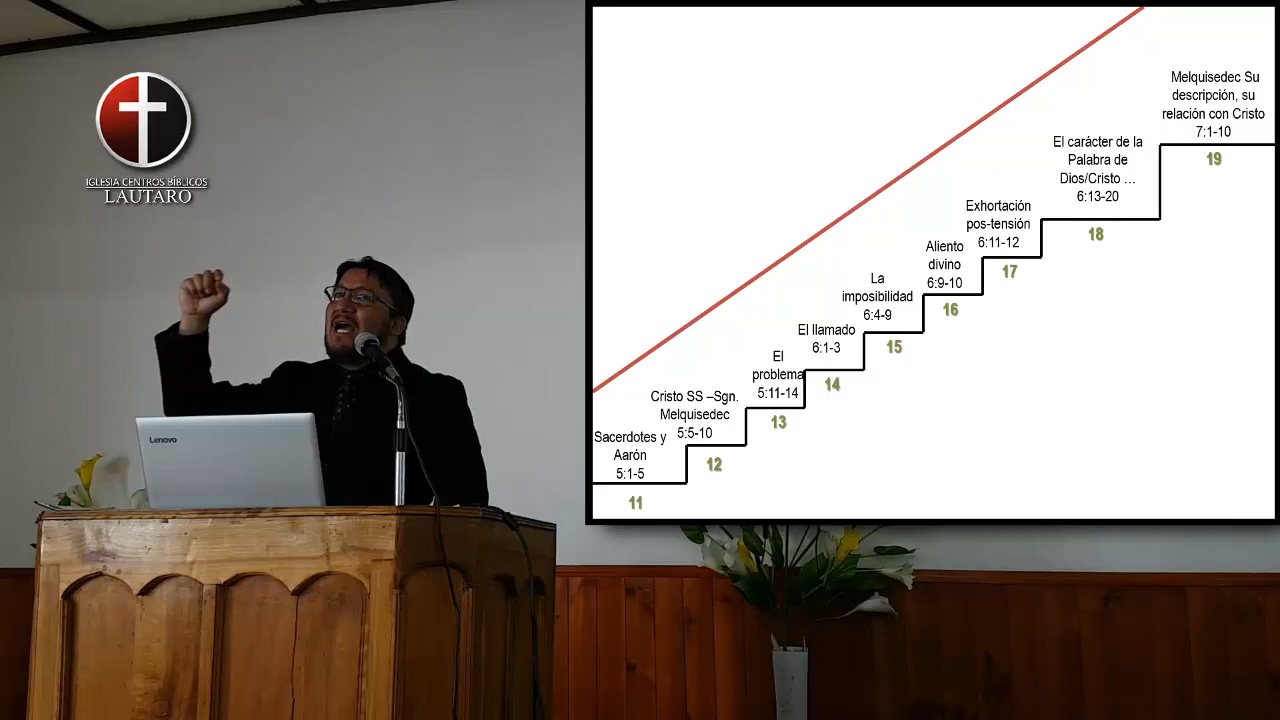 IGLESIA CENTROS BÍBLICOS
LAUTARO
Lenovo
Sacerdotes y
Aarón
5:1-5
11
Cristo SS –Sgn.
Melquisedec
5:5-10
12
El
problema
5:11-14
13
El llamado
6:1-3
14
La
imposibilidad
6:4-9
15
Aliento
divino
6:9-10
16
Exhortación
pos-tensión
6:11-12
17
El carácter de la
Palabra de
Dios/Cristo ...
6:13-20
18
Melquisedec Su
descripción, su
relación con Cristo
7:1-10
19